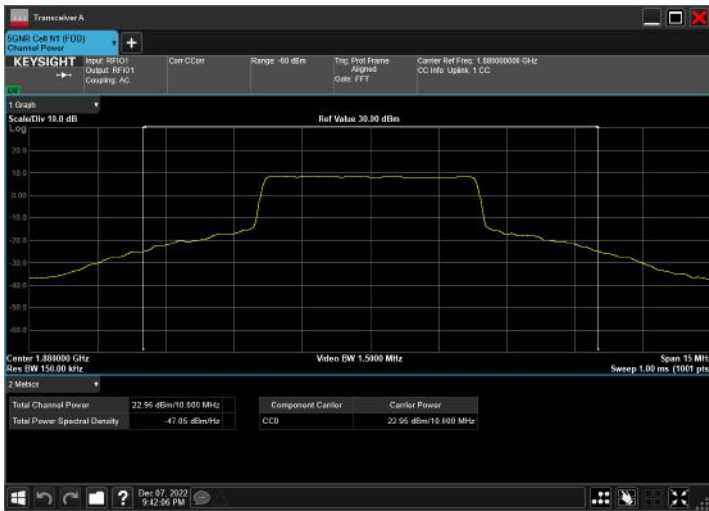 Transceiver A
5GNR Cell N1 (FDD)
Channel Power
KEYSIGHT
Input: RFIO1
Output: RFIO1
Coupling: AC
Corr CCorr
Range: -60 dBm
Trig: Prot Frame
Aligned
Gate: FFT
Carrier Ref Freq: 1.880000000 GHz
CC Info: Uplink, 1 CC
1 Graph
Scale/Div 10.0 dB
Ref Value 30.00 dBm
Log
20.0
10.0
0.00
-10.0
-20.0
-30.0
-40.0
-50.0
-60.0
Center 1.880000 GHz
Video BW 1.5000 MHz
Span 15 MHz
Res BW 150.00 kHz
Sweep 1.00 ms (1001 pts
2 Metrics
Total Channel Power
22.96 dBm/10.000 MHz
Total Power Spectral Density
-47.05 dBm/Hz
Component Carrier
Carrier Power
CC0
22.95 dBm/10.000 MHz
?
Dec 07, 2022
9:42:06 PM